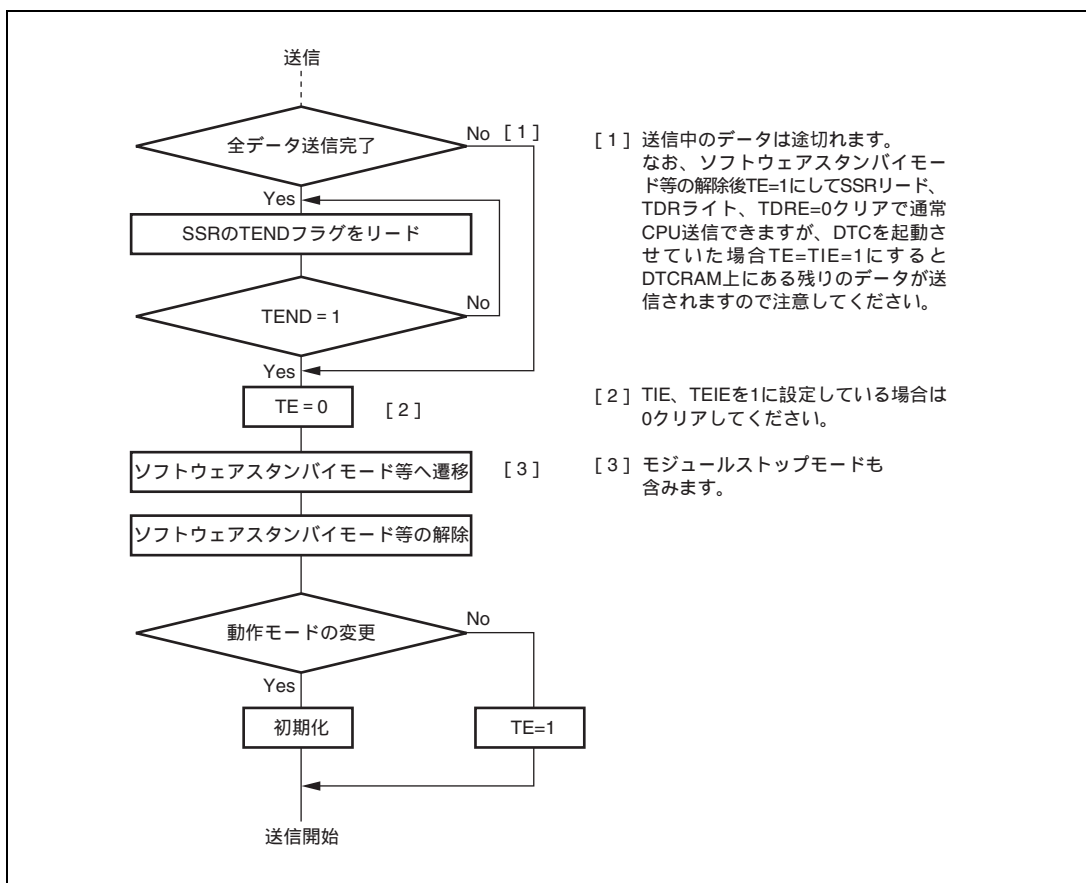 送信
全データ送信完了
No [1]
Yes
SSRのTENDフラグをリード
TEND = 1
No
Yes
TE = 0 [2]
ソフトウェアスタンバイモード等へ遷移 [3]
ソフトウェアスタンバイモード等の解除
動作モードの変更
No
Yes
初期化
TE=1
送信開始
[1] 送信中のデータは途切れます。
なお、ソフトウェアスタンバイモー
ド等の解除後TE=1にしてSSRリード、
TDRライト、TDRE=0クリアで通常
CPU送信できますが、DTCを起動さ
せていた場合TE=TIE=1にすると
DTCRAM上にある残りのデータが送
信されますので注意してください。
[2] TIE、TEIEを1に設定している場合は
0クリアしてください。
[3] モジュールストップモードも
含みます。